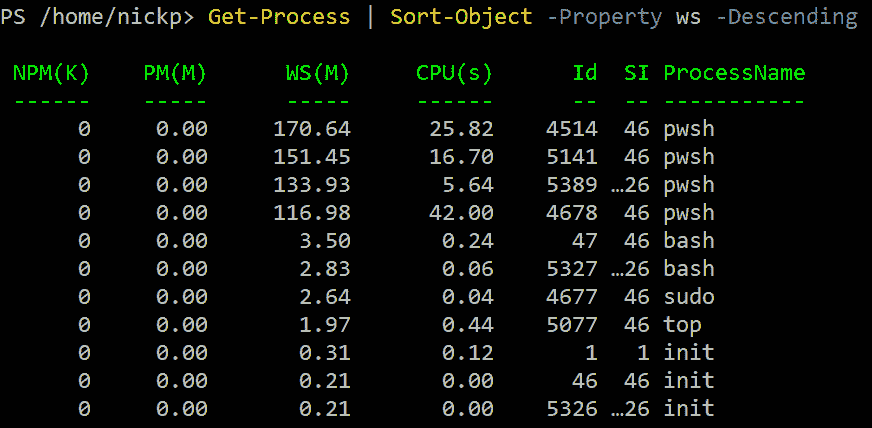 PS /home/nickp> Get-Process | Sort-Object -Property ws -Descending
NPM(K) PM(M) WS(M) CPU(s) Id SI ProcessName
------ ----- ----- ------ -- -- -----------
0 0.00 170.64 25.82 4514 46 pwsh
0 0.00 151.45 16.70 5141 46 pwsh
0 0.00 133.93 5.64 5389 …26 pwsh
0 0.00 116.98 42.00 4678 46 pwsh
0 0.00 3.50 0.24 47 46 bash
0 0.00 2.83 0.06 5327 …26 bash
0 0.00 2.64 0.04 4677 46 sudo
0 0.00 1.97 0.44 5077 46 top
0 0.00 0.31 0.12 1 1 init
0 0.00 0.21 0.00 46 46 init
0 0.00 0.21 0.00 5326 …26 init